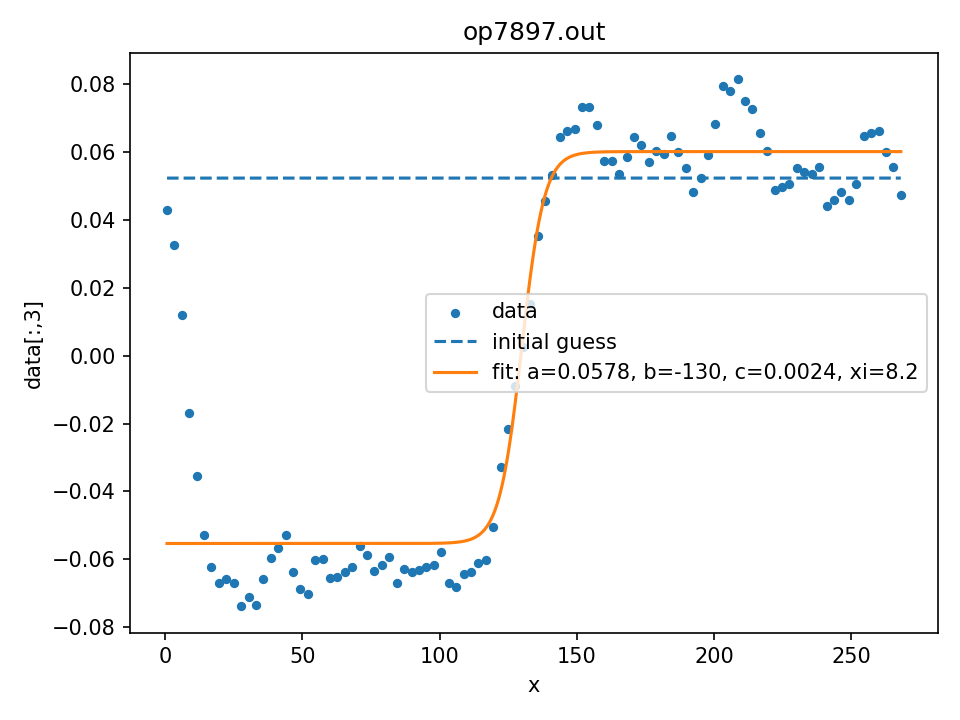 op7897.out
data[:,3]
0.08
0.06
0.04
0.02
0.00
−0.02
−0.04
−0.06
−0.08
data
initial guess
fit: a=0.0578, b=-130, c=0.0024, xi=8.2
0 50 100 150 200 250
x